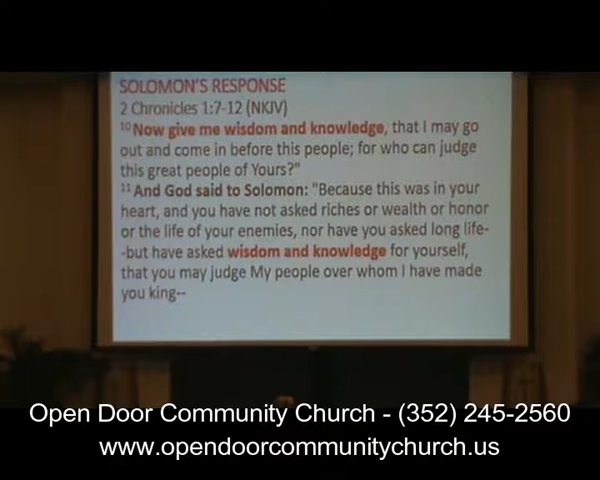 SOLOMON'S RESPONSE
2 Chronicles 1:7-12 (NKJV)
10 Now give me wisdom and knowledge, that I may go
out and come in before this people; for who can judge
this great people of Yours?"
11 And God said to Solomon: "Because this was in your
heart, and you have not asked riches or wealth or honor
or the life of your enemies, nor have you asked long life-
-but have asked wisdom and knowledge for yourself,
that you may judge My people over whom I have made
you king--
Open Door Community Church - (352) 245-2560
www.opendoorcommunitychurch.us